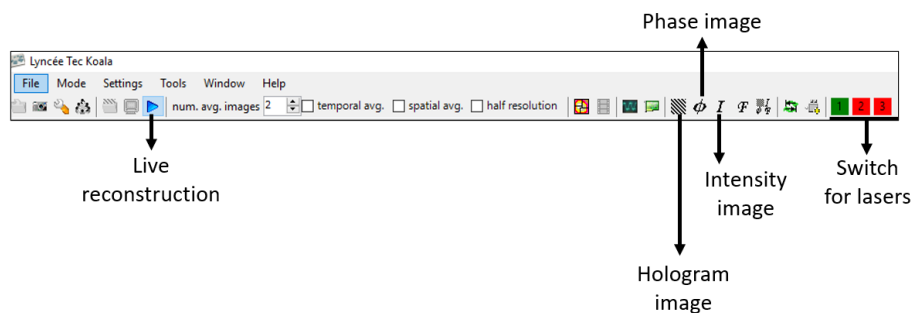 Phase image
Lyncée Tec Koala
File Mode Settings Tools Window Help
num. avg. images 2 temporal avg. spatial avg. half resolution ϕ I F 1 2 3
Live
reconstruction
Intensity
image
Switch
for lasers
Hologram
image